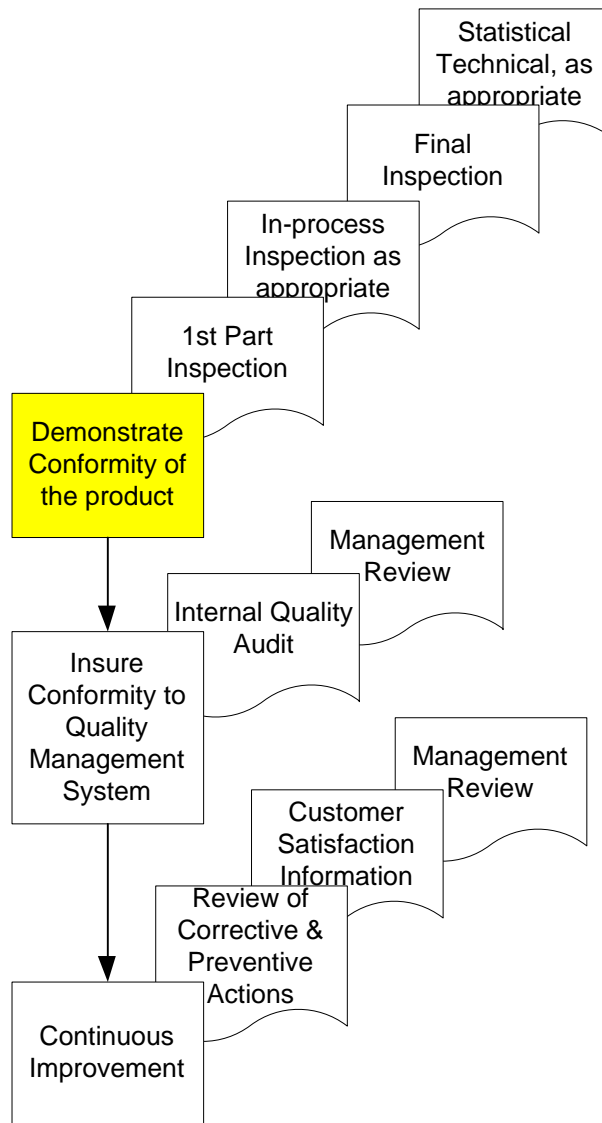 Statistical
Technical, as
appropriate
Final
Inspection
In-process
Inspection as
appropriate
1st Part
Inspection
Demonstrate
Conformity of
the product
Management
Review
Internal Quality
Audit
Insure
Conformity to
Quality
Management
System
Management
Review
Customer
Satisfaction
Information
Review of
Corrective &
Preventive
Actions
Continuous
Improvement